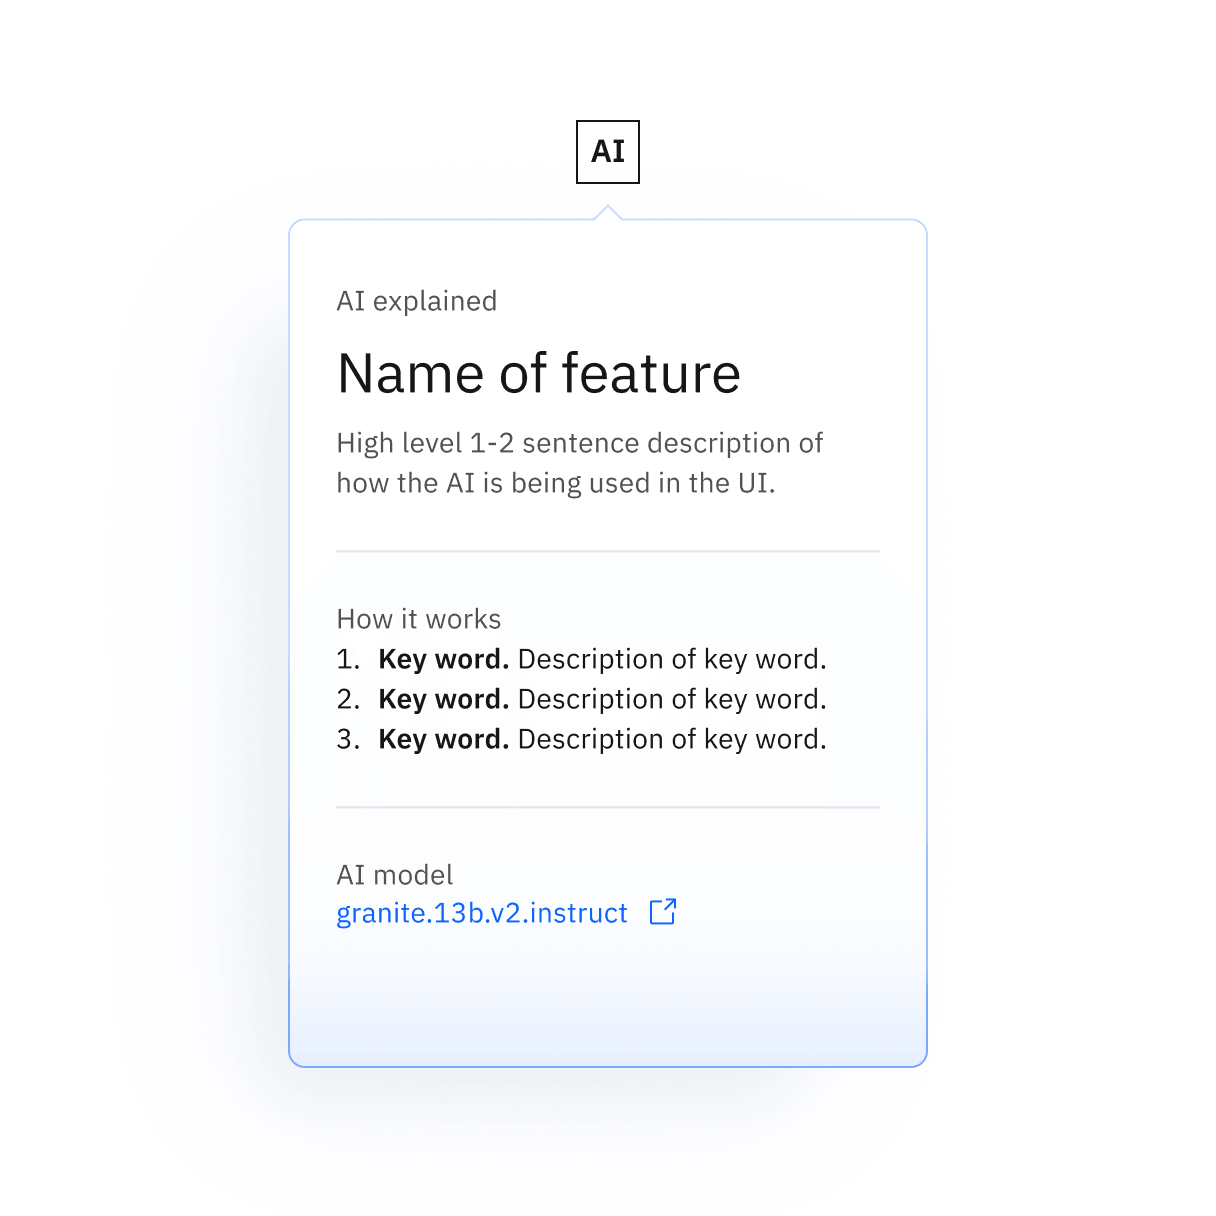 AI
AI explained
Name of feature
High level 1-2 sentence description of
how the AI is being used in the UI.
How it works
1. Key word. Description of key word.
2. Key word. Description of key word.
3. Key word. Description of key word.
AI model
granite.13b.v2.instruct